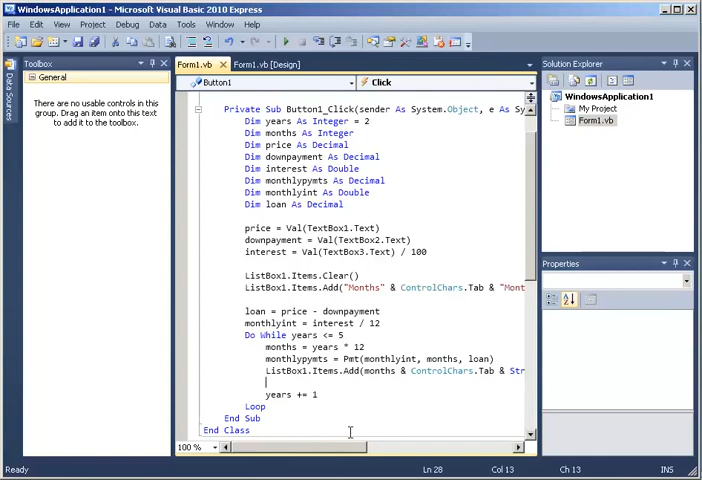 WindowsApplication1 - Microsoft Visual Basic 2010 Express
File Edit View Project Debug Data Tools Window Help
Toolbox
Form1.vb
Form1.vb [Design]
Solution Explorer
General
Button1
Click
Data Sources
There are no usable controls in this
group. Drag an item onto this text
to add it to the toolbox.
WindowsApplication1
My Project
Form1.vb
Private Sub Button1_Click(sender As System.Object, e As Sy
Dim years As Integer = 2
Dim months As Integer
Dim price As Decimal
Dim downpayment As Decimal
Dim interest As Double
Dim monthlypymts As Decimal
Dim monthlyint As Double
Dim loan As Decimal
price = Val(TextBox1.Text)
downpayment = Val(TextBox2.Text)
interest = Val(TextBox3.Text) / 100
Properties
ListBox1.Items.Clear()
ListBox1.Items.Add("Months" & ControlChars.Tab & "Mont
loan = price - downpayment
monthlyint = interest / 12
Do While years <= 5
months = years * 12
monthlypymts = Pmt(monthlyint, months, loan)
ListBox1.Items.Add(months & ControlChars.Tab & Str
years += 1
Loop
End Sub
End Class
100 %
Ready
Ln 28
Col 13
Ch 13
INS